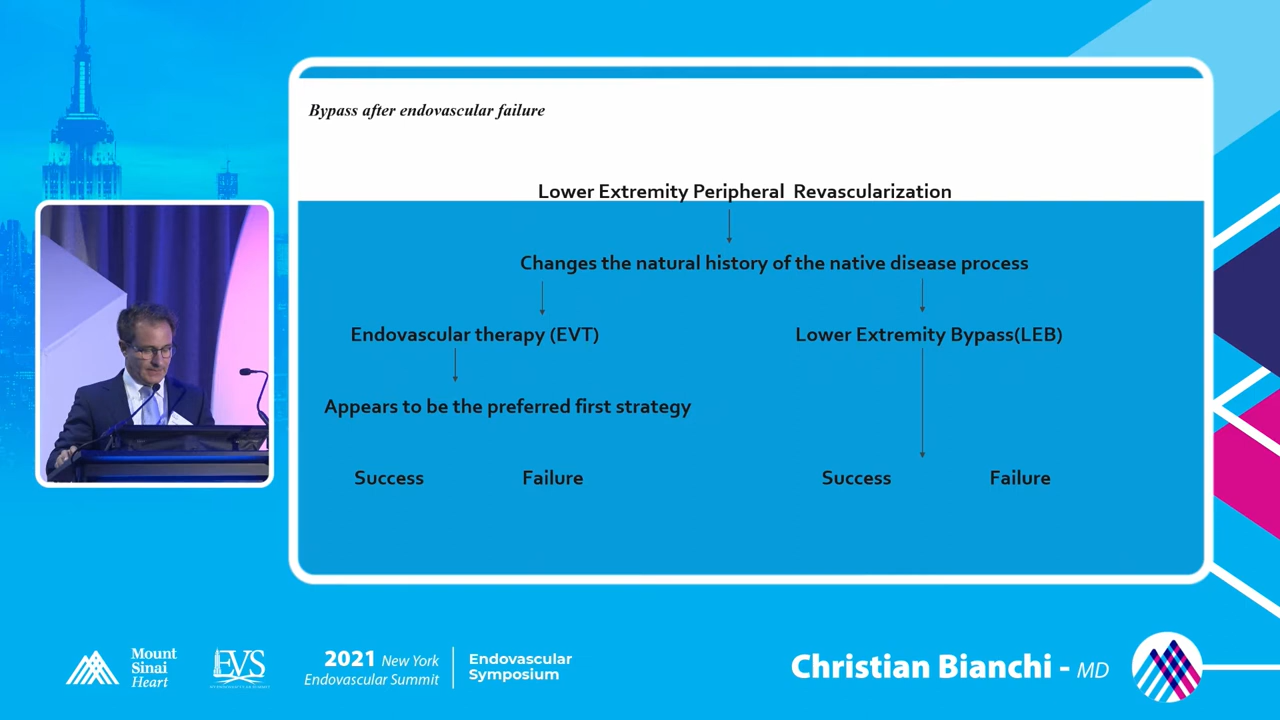 Bypass after endovascular failure
Lower Extremity Peripheral Revascularization
Changes the natural history of the native disease process
Endovascular therapy (EVT)
Lower Extremity Bypass(LEB)
Appears to be the preferred first strategy
Success
Failure
Success
Failure
Mount
Sinai
Heart
EVS
2021 New York
Endovascular Summit
Endovascular
Symposium
Christian Bianchi - MD